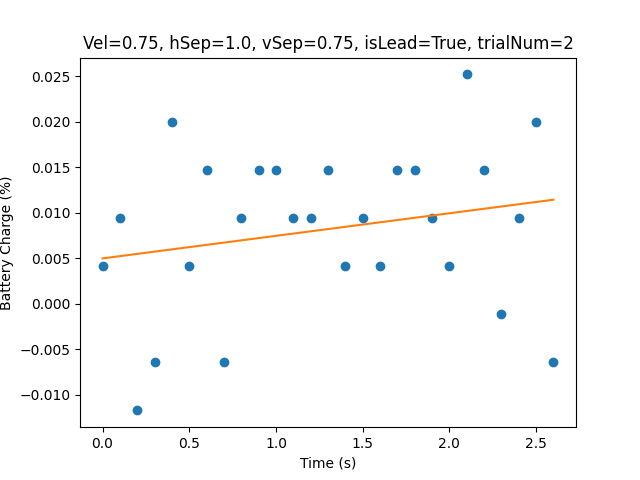 Vel=0.75, hSep=1.0, vSep=0.75, isLead=True, trialNum=2
0.025
0.020
0.015
0.010
0.005
0.000
−0.005
−0.010
Battery Charge (%)
0.0 0.5 1.0 1.5 2.0 2.5
Time (s)